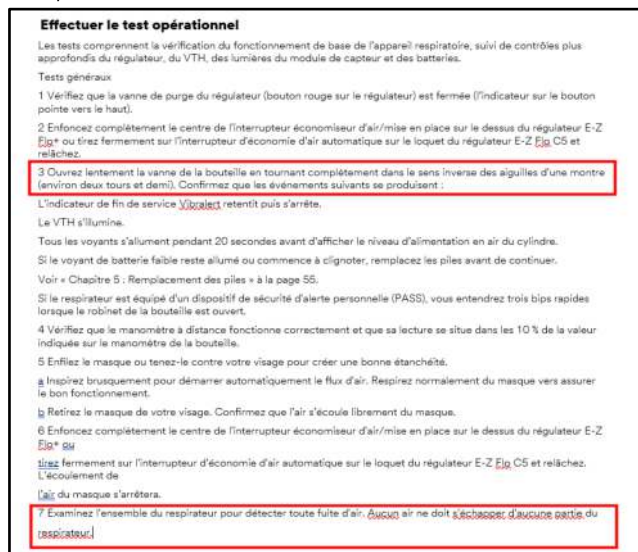 Effectuer le test opérationnel
Les tests comprennent la vérification du fonctionnement de base de l'appareil respiratoire, suivi de contrôles plus
approfondis du régulateur, du VTH, des lumières du module de capteur et des batteries.
Tests généraux
1 Vérifiez que la vanne de purge du régulateur (bouton rouge sur le régulateur) est fermée (l'indicateur sur le bouton
pointe vers le haut).
2 Enfoncez complètement le centre de l'interrupteur économiseur d'air/mise en place sur le dessus du régulateur E-Z
Flo+ ou tirez fermement sur l'interrupteur d'économie d'air automatique sur le loquet du régulateur E-Z Flo C5 et
relâchez.
3 Ouvrez lentement la vanne de la bouteille en tournant complètement dans le sens inverse des aiguilles d'une montre
(environ deux tours et demi). Confirmez que les événements suivants se produisent :
L'indicateur de fin de service Vibralert retentit puis s'arrête.
Le VTH s'illumine.
Tous les voyants s'allument pendant 20 secondes avant d'afficher le niveau d'alimentation en air du cylindre.
Si le voyant de batterie faible reste allumé ou commence à clignoter, remplacez les piles avant de continuer.
Voir « Chapitre 5 : Remplacement des piles » à la page 55.
Si le respirateur est équipé d'un dispositif de sécurité d'alerte personnelle (PASS), vous entendrez trois bips rapides
lorsque le robinet de la bouteille est ouvert.
4 Vérifiez que le manomètre à distance fonctionne correctement et que sa lecture se situe dans les 10 % de la valeur
indiquée sur le manomètre de la bouteille.
5 Enfilez le masque ou tenez-le contre votre visage pour créer une bonne étanchéité.
a Inspirez brusquement pour démarrer automatiquement le flux d'air. Respirez normalement du masque vers assurer
le bon fonctionnement.
b Retirez le masque de votre visage. Confirmez que l'air s'écoule librement du masque.
6 Enfoncez complètement le centre de l'interrupteur économiseur d'air/mise en place sur le dessus du régulateur E-Z
Flo+ ou
tirez fermement sur l'interrupteur d'économie d'air automatique sur le loquet du régulateur E-Z Flo C5 et relâchez.
L'écoulement de
l'air du masque s'arrêtera.
7 Examinez l'ensemble du respirateur pour détecter toute fuite d'air. Aucun air ne doit s'échapper d'aucune partie du
respirateur.